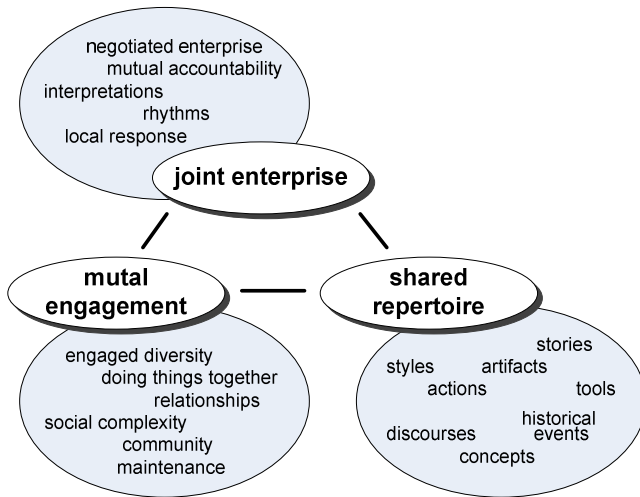 negotiated enterprise
mutual accountability
interpretations
rhythms
local response
joint enterprise
mutal
engagement
engaged diversity
doing things together
relationships
social complexity
community
maintenance
shared
repertoire
stories
styles artifacts
actions tools
historical
discourses events
concepts